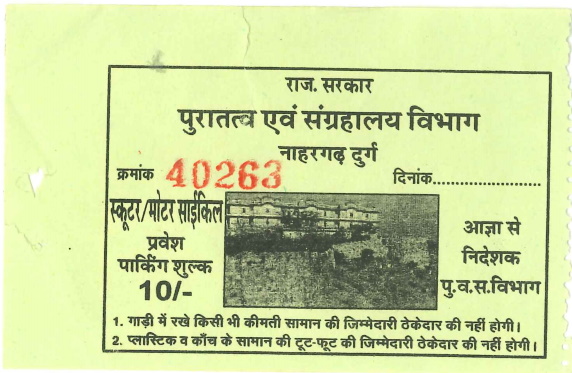 राज. सरकार
पुरातत्व एवं संग्रहालय विभाग
नाहरगढ़ दुर्ग
क्रमांक 40263 दिनांक.......................
स्कूटर/मोटर साईकिल
प्रवेश
पार्किंग शुल्क
10/-
आज्ञा से
निदेशक
पु.व.स.विभाग
1. गाड़ी में रखे किसी भी कीमती सामान की जिम्मेदारी ठेकेदार की नहीं होगी।
2. प्लास्टिक व काँच के सामान की टूट-फूट की जिम्मेदारी ठेकेदार की नहीं होगी।